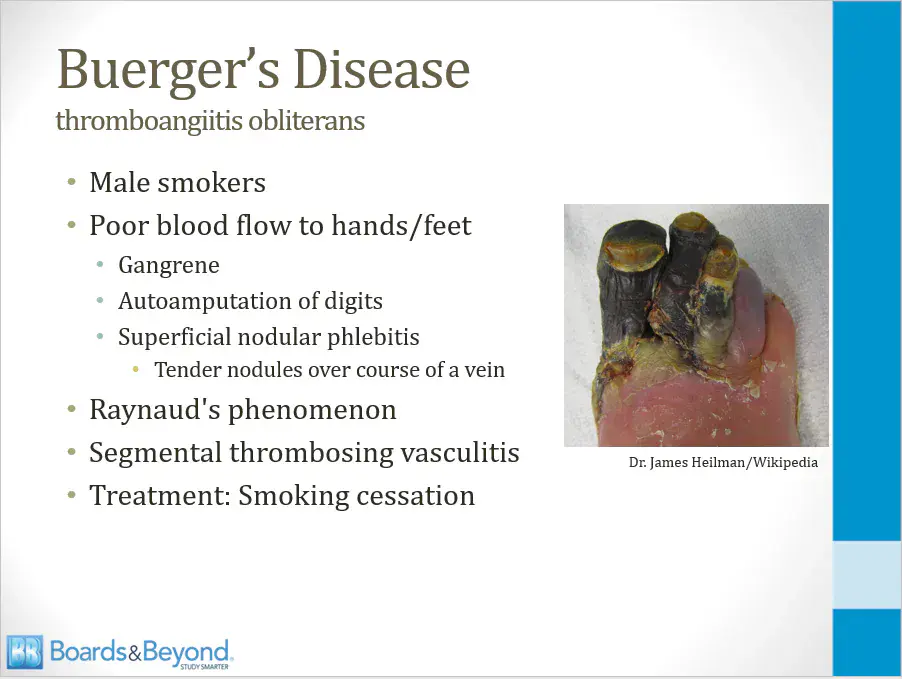 Buerger’s Disease
thromboangiitis obliterans
• Male smokers
• Poor blood flow to hands/feet
• Gangrene
• Autoamputation of digits
• Superficial nodular phlebitis
• Tender nodules over course of a vein
• Raynaud's phenomenon
• Segmental thrombosing vasculitis
• Treatment: Smoking cessation
Dr. James Heilman/Wikipedia
BB Boards&Beyond.
STUDY SMARTER